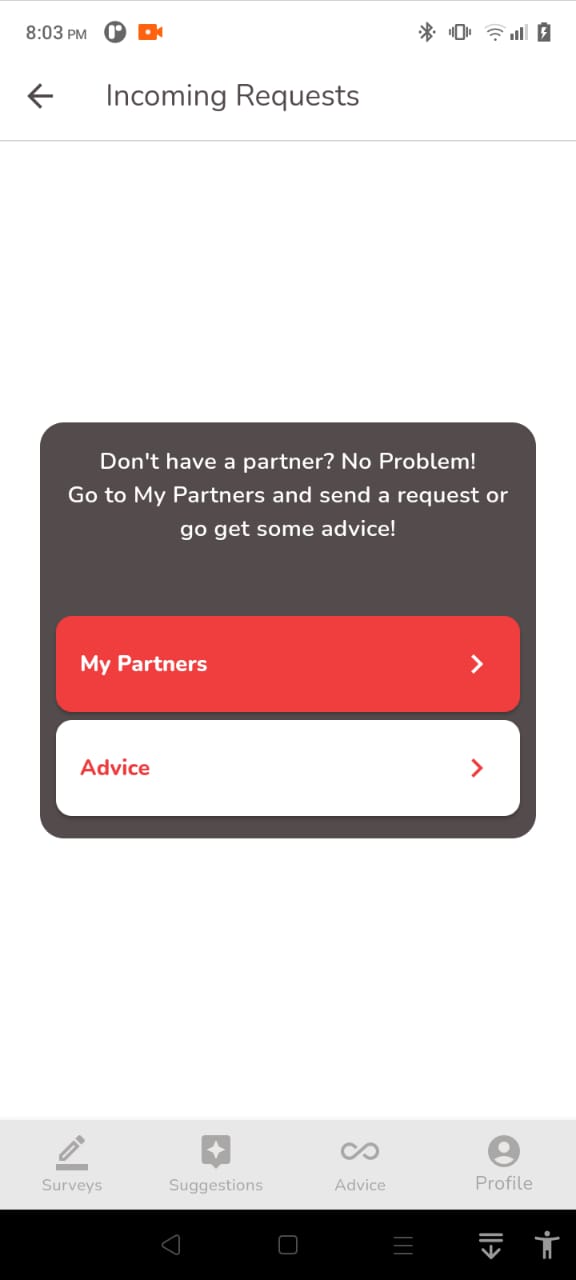 8:03 PM
Incoming Requests
Don't have a partner? No Problem!
Go to My Partners and send a request or
go get some advice!
My Partners
Advice
Surveys
Suggestions
Advice
Profile